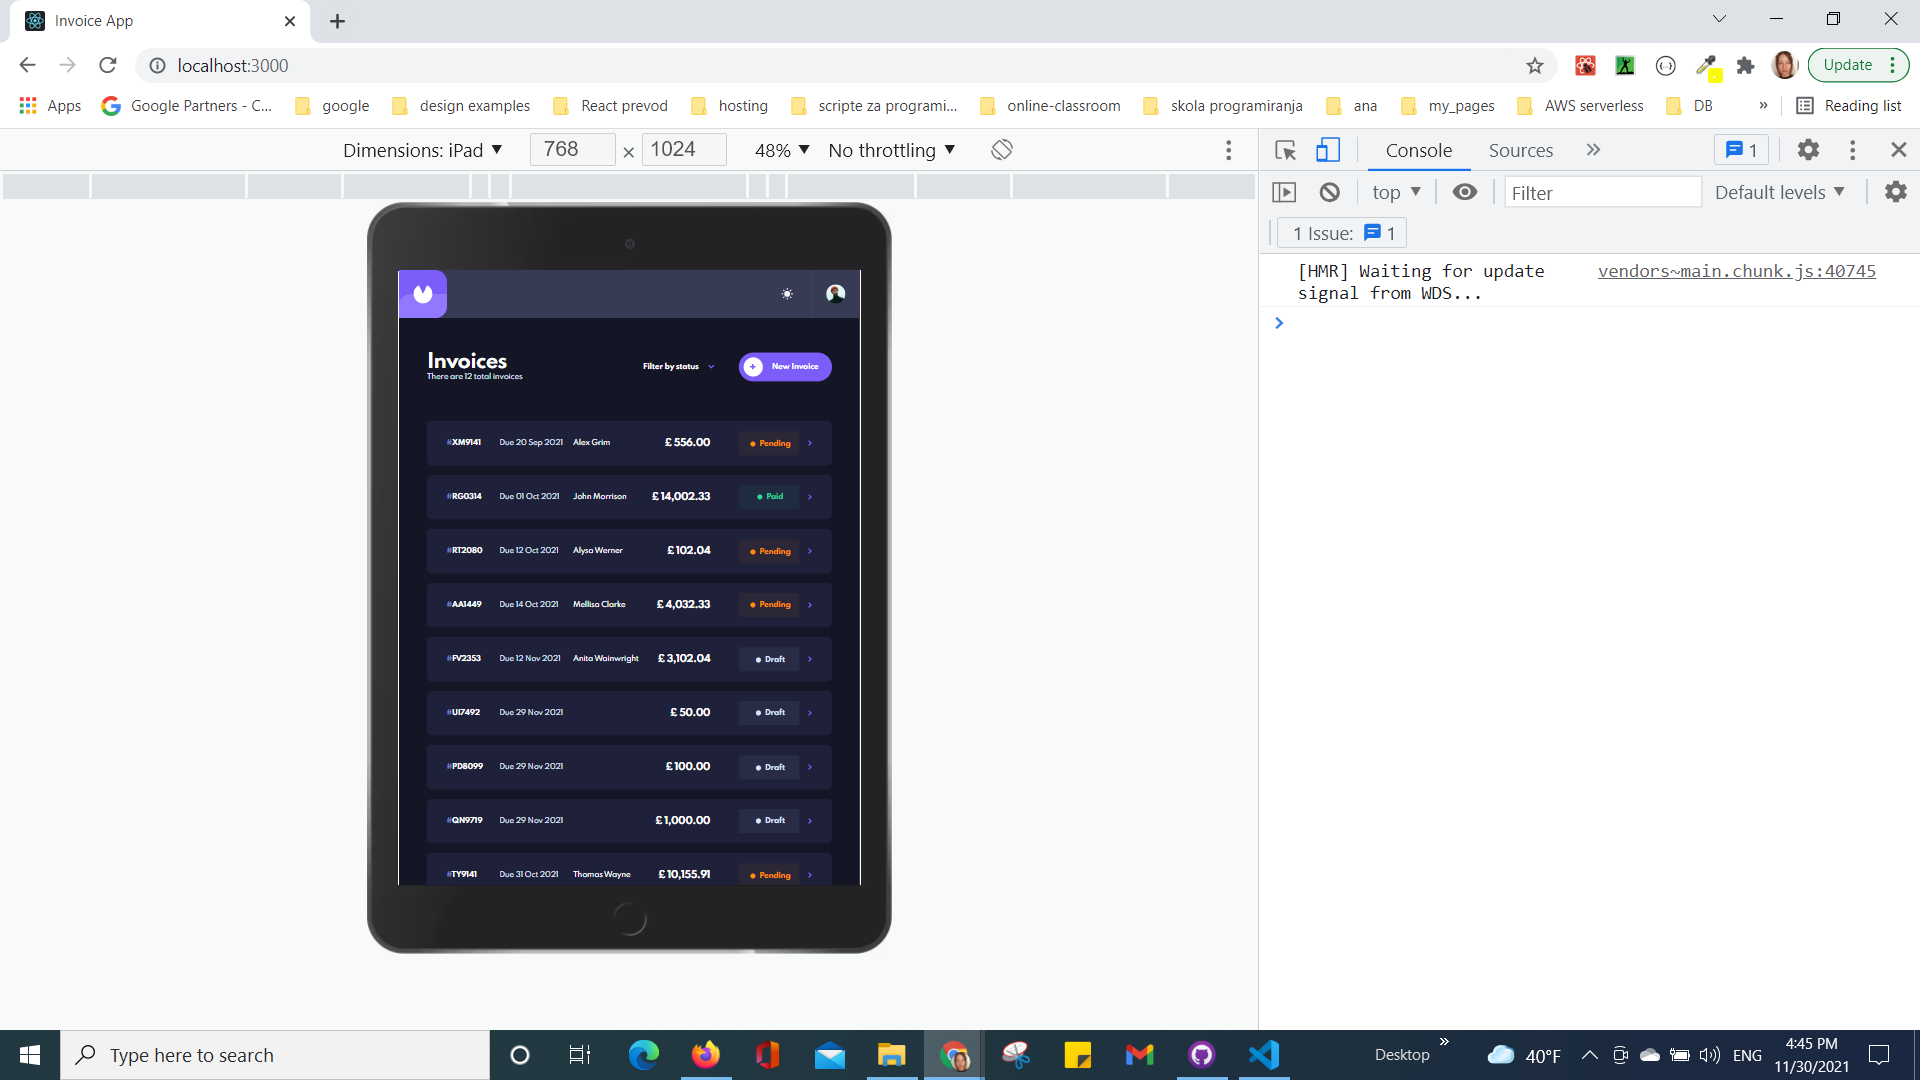 Invoice App
localhost:3000
Update
Apps
Google Partners - C...
google
design examples
React prevod
hosting
scripte za programi...
online-classroom
skola programiranja
ana
my_pages
AWS serverless
DB
»
Reading list
Dimensions: iPad
768 × 1024
48%
No throttling
Console
Sources
1
top
Filter
Default levels
1 Issue: 1
[HMR] Waiting for update signal from WDS...
vendors~main.chunk.js:40745
Invoices
There are 12 total invoices
Filter by status
New Invoice
#XM9141 Due 20 Sep 2021 Alex Grim £ 556.00 Pending
#RG0314 Due 01 Oct 2021 John Morrison £ 14,002.33 Paid
#RT2080 Due 12 Oct 2021 Alysa Werner £ 102.04 Pending
#AA1449 Due 14 Oct 2021 Mellisa Clarke £ 4,032.33 Pending
#FV2353 Due 12 Nov 2021 Anita Wainwright £ 3,102.04 Draft
#UI7492 Due 29 Nov 2021 £ 50.00 Draft
#PD8099 Due 29 Nov 2021 £ 100.00 Draft
#QN9719 Due 29 Nov 2021 £ 1,000.00 Draft
#TY9141 Due 31 Oct 2021 Thomas Wayne £ 10,155.91 Pending
Type here to search
Desktop
40°F
ENG
4:45 PM
11/30/2021